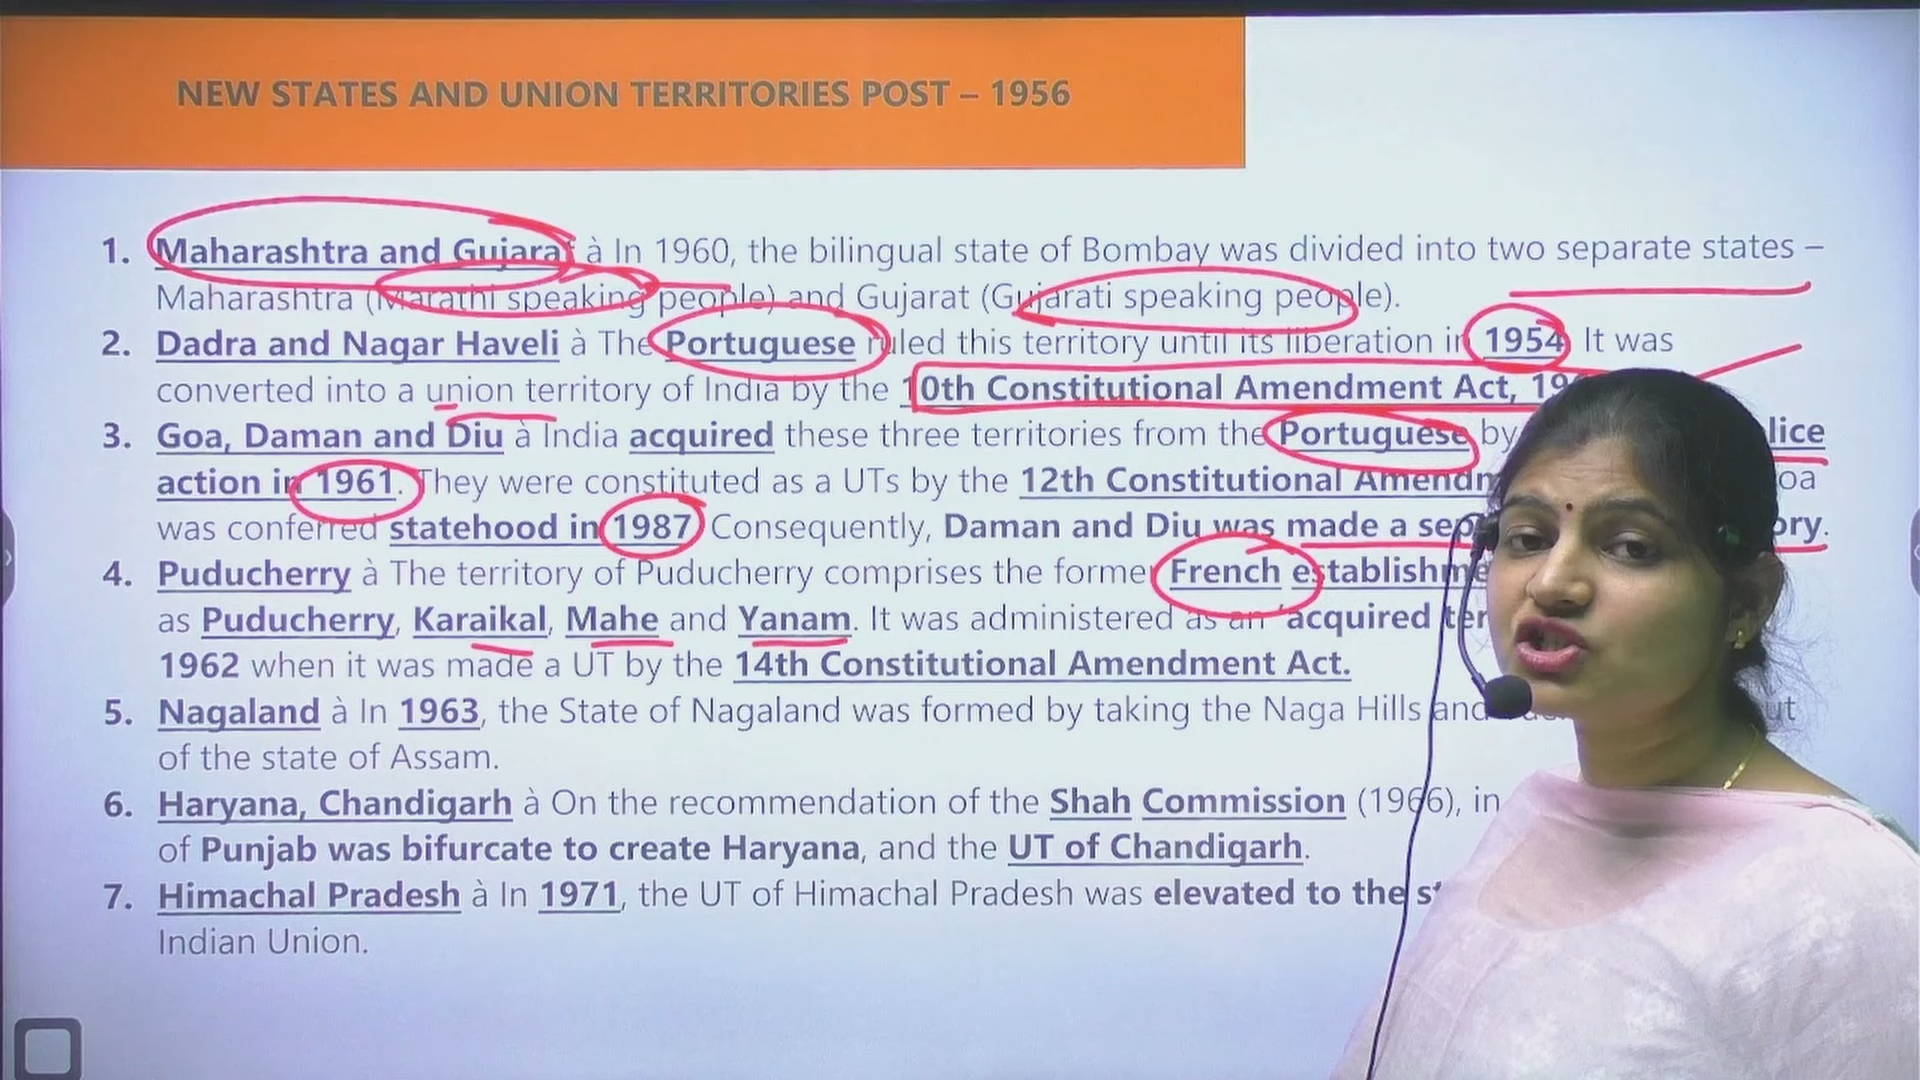 NEW STATES AND UNION TERRITORIES POST – 1956
1. Maharashtra and Gujarat à In 1960, the bilingual state of Bombay was divided into two separate states –
Maharashtra (Marathi speaking people) and Gujarat (Gujarati speaking people).
2. Dadra and Nagar Haveli à The Portuguese ruled this territory until its liberation in 1954. It was
converted into a union territory of India by the 10th Constitutional Amendment Act,
3. Goa, Daman and Diu à India acquired these three territories from the Portuguese by
action in 1961. They were constituted as a UTs by the 12th Constitutional
was conferred statehood in 1987. Consequently, Daman and Diu was made a
4. Puducherry à The territory of Puducherry comprises the former French
as Puducherry, Karaikal, Mahe and Yanam. It was administered as an ‘acquired
1962 when it was made a UT by the 14th Constitutional Amendment Act.
5. Nagaland à In 1963, the State of Nagaland was formed by taking the Naga Hills and
of the state of Assam.
6. Haryana, Chandigarh à On the recommendation of the Shah Commission (1966), in
of Punjab was bifurcate to create Haryana, and the UT of Chandigarh.
7. Himachal Pradesh à In 1971, the UT of Himachal Pradesh was elevated to the
Indian Union.